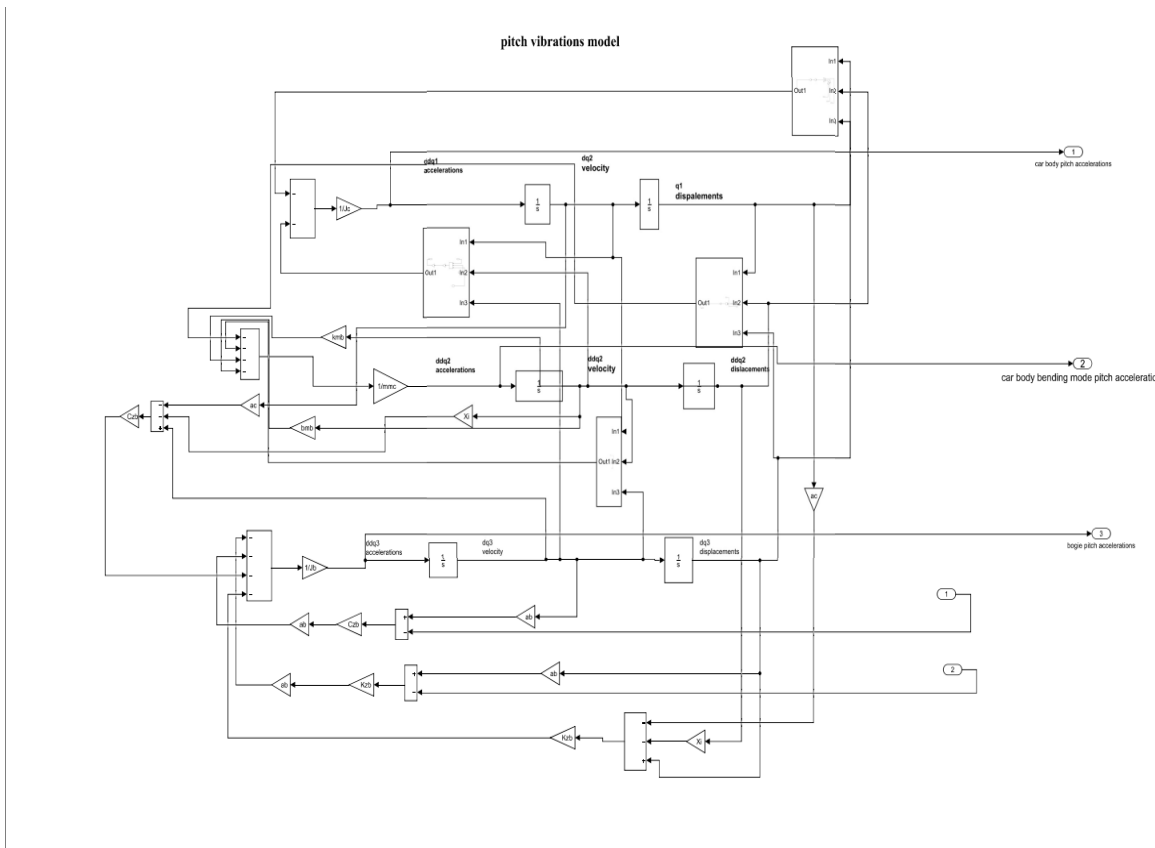 pitch vibrations model
In1
Out1
In2
In3
1
car body pitch accelerations
ddq1
accelerations
dq2
velocity
q1
dispalements
-
-
1/Jc
1
s
1
s
In1
Out1
In2
In3
In1
Out1
In2
In3
-
-
-
-
kmb
1/mmc
ddq2
accelerations
1
s
ddq2
velocity
ddq2
dislacements
1
s
2
car body bending mode pitch acceleratio
Czb
-
-
+
ac
Xi
bmb
In1
Out1 In2
In3
ac
-
-
-
-
1/Jb
ddq3
accelerations
1
s
dq3
velocity
1
s
dq3
displacements
3
bogie pitch accelerations
1
ab
Czb
+
-
ab
2
ab
Kzb
+
-
ab
Kzb
-
-
+
Xi